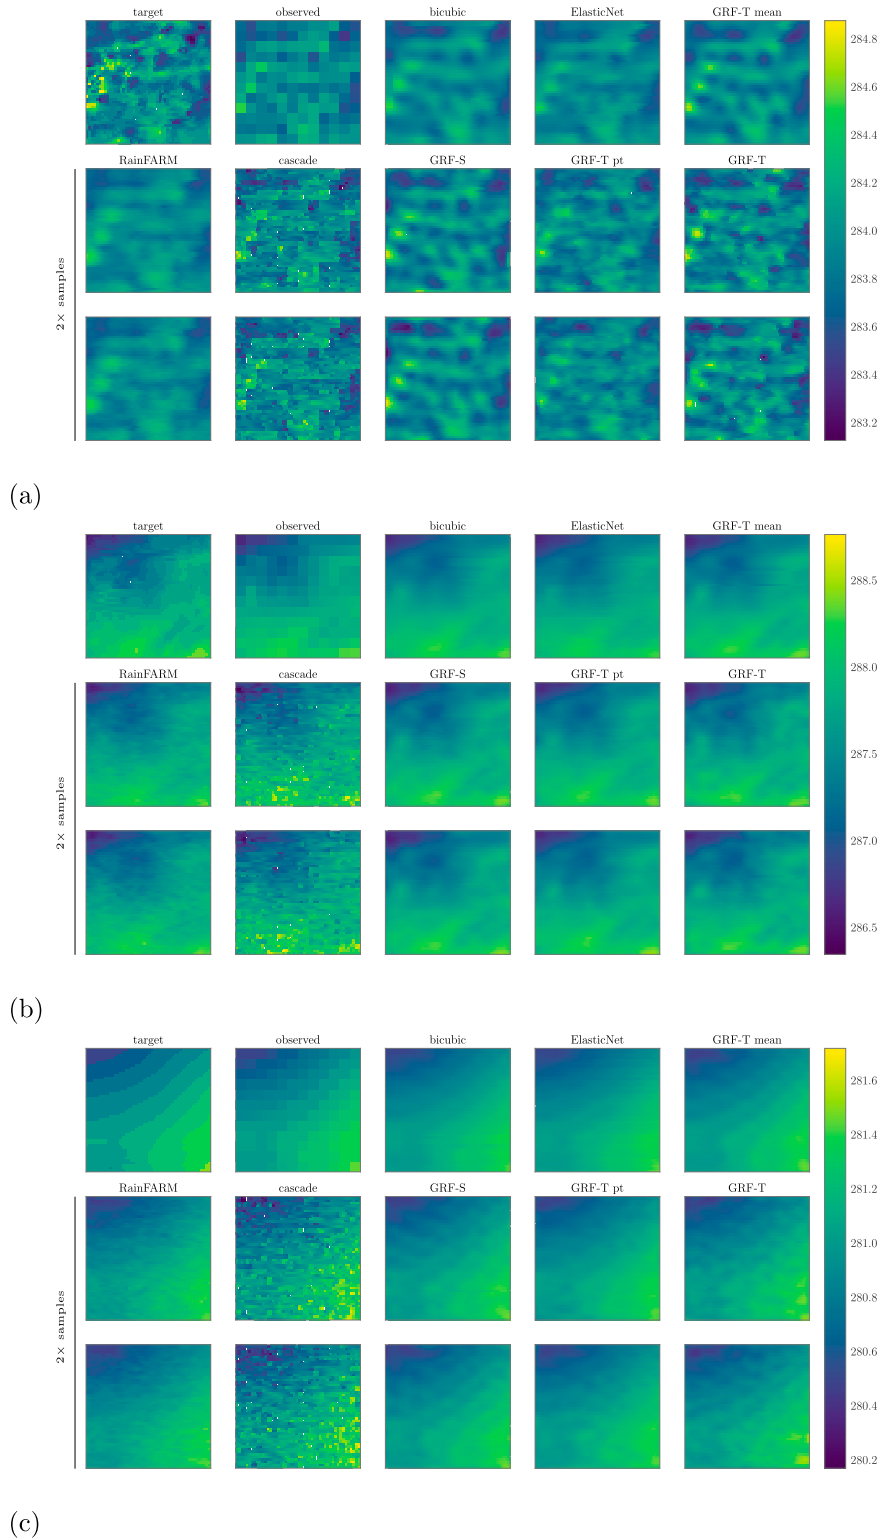 target observed bicubic ElasticNet GRF-T mean
284.8
284.6
284.4
284.2
284.0
283.8
283.6
283.4
283.2
RainFARM cascade GRF-S GRF-T pt GRF-T
2× samples
(a)
target observed bicubic ElasticNet GRF-T mean
288.5
288.0
287.5
287.0
286.5
RainFARM cascade GRF-S GRF-T pt GRF-T
2× samples
(b)
target observed bicubic ElasticNet GRF-T mean
281.6
281.4
281.2
281.0
280.8
280.6
280.4
280.2
RainFARM cascade GRF-S GRF-T pt GRF-T
2× samples
(c)